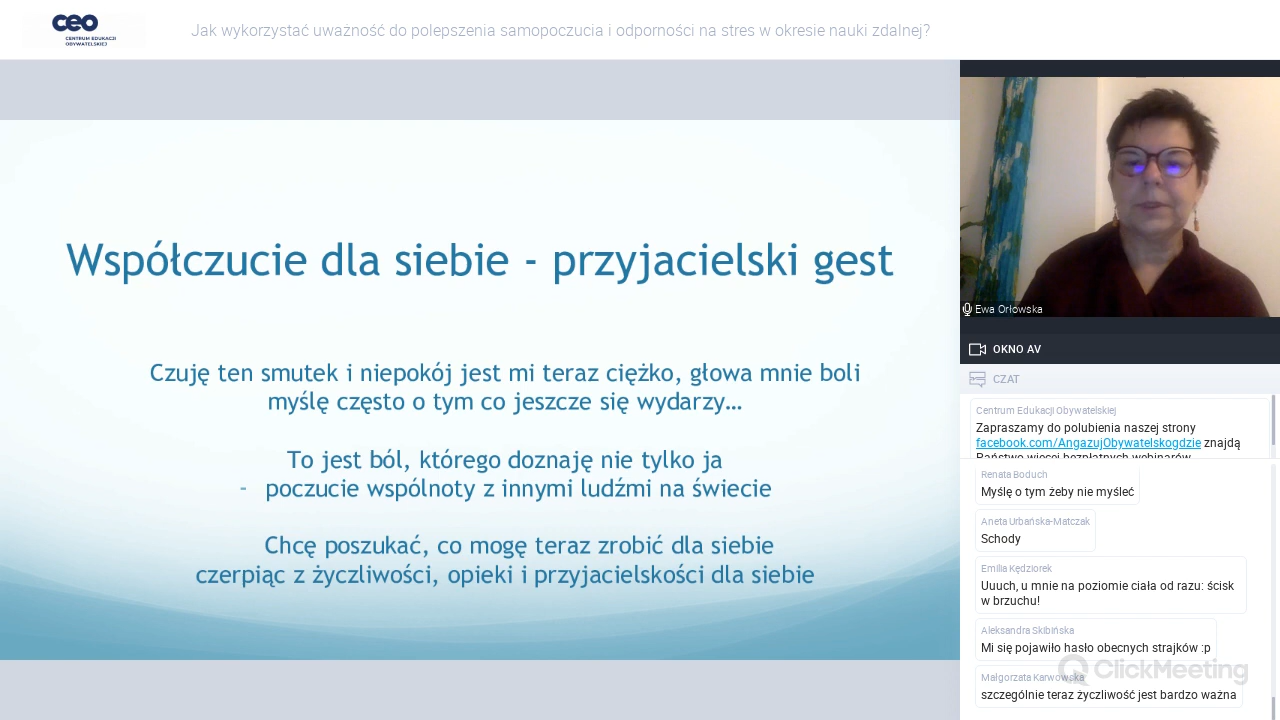 ceo
CENTRUM EDUKACJI
OBYWATELSKIEJ
Jak wykorzystać uważność do polepszenia samopoczucia i odporności na stres w okresie nauki zdalnej?
Współczucie dla siebie - przyjacielski gest
Czuję ten smutek i niepokój jest mi teraz ciężko, głowa mnie boli
myślę często o tym co jeszcze się wydarzy…
To jest ból, którego doznaję nie tylko ja
- poczucie wspólnoty z innymi ludźmi na świecie
Chcę poszukać, co mogę teraz zrobić dla siebie
czerpiąc z życzliwości, opieki i przyjacielskości dla siebie
Ewa Orłowska
OKNO AV
CZAT
Centrum Edukacji Obywatelskiej
Zapraszamy do polubienia naszej strony
facebook.com/AngazujObywatelskogdzie znajdą
Państwo więcej bezpłatnych webinarów
Renata Boduch
Myślę o tym żeby nie myśleć
Aneta Urbańska-Matczak
Schody
Emilia Kędziorek
Uuuch, u mnie na poziomie ciała od razu: ścisk
w brzuchu!
Aleksandra Skibińska
Mi się pojawiło hasło obecnych strajków :p
ClickMeeting
Małgorzata Karwowska
szczególnie teraz życzliwość jest bardzo ważna